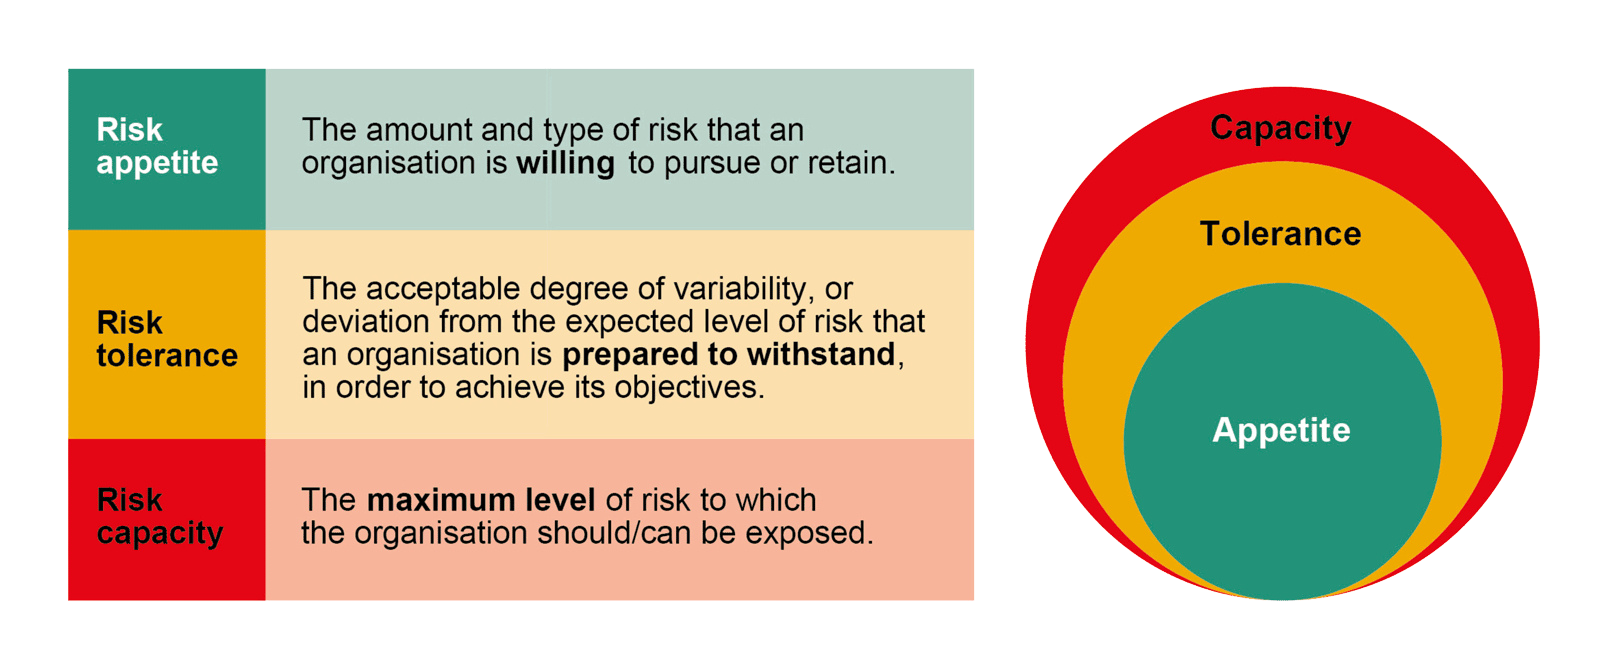 Risk
appetite
The amount and type of risk that an
organisation is willing to pursue or retain.
Risk
tolerance
The acceptable degree of variability, or
deviation from the expected level of risk that
an organisation is prepared to withstand,
in order to achieve its objectives.
Risk
capacity
The maximum level of risk to which
the organisation should/can be exposed.
Capacity
Tolerance
Appetite